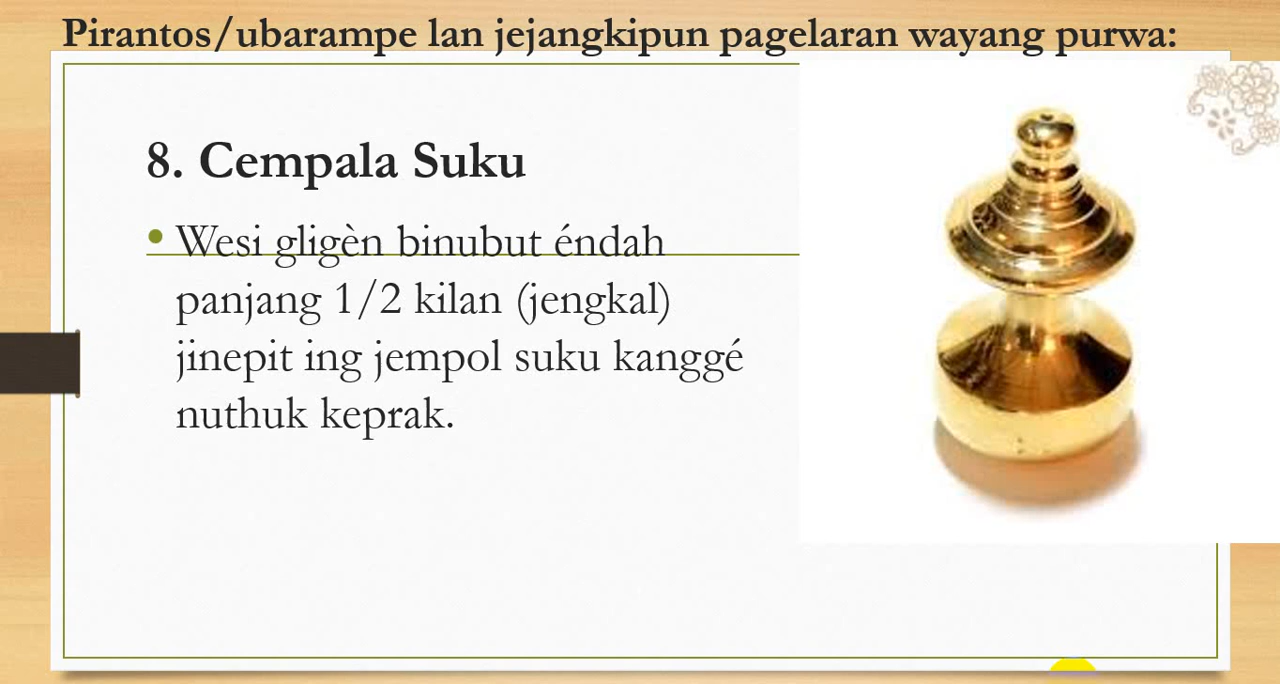 Pirantos/ubarampe lan jejangkipun pagelaran wayang purwa:
8. Cempala Suku
• Wesi gligèn binubut éndah
panjang 1/2 kilan (jengkal)
jinepit ing jempol suku kanggé
nuthuk keprak.